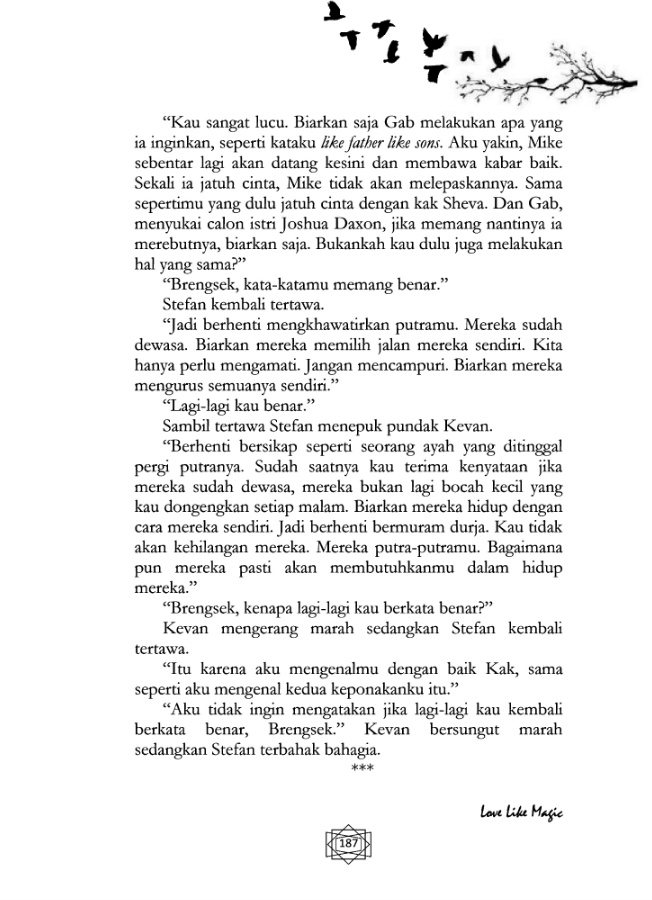 “Kau sangat lucu. Biarkan saja Gab melakukan apa yang
ia inginkan, seperti kataku like father like sons. Aku yakin, Mike
sebentar lagi akan datang kesini dan membawa kabar baik.
Sekali ia jatuh cinta, Mike tidak akan melepaskannya. Sama
sepertimu yang dulu jatuh cinta dengan kak Sheva. Dan Gab,
menyukai calon istri Joshua Daxon, jika memang nantinya ia
merebutnya, biarkan saja. Bukankah kau dulu juga melakukan
hal yang sama?”
“Brengsek, kata-katamu memang benar.”
Stefan kembali tertawa.
“Jadi berhenti mengkhawatirkan putramu. Mereka sudah
dewasa. Biarkan mereka memilih jalan mereka sendiri. Kita
hanya perlu mengamati. Jangan mencampuri. Biarkan mereka
mengurus semuanya sendiri.”
“Lagi-lagi kau benar.”
Sambil tertawa Stefan menepuk pundak Kevan.
“Berhenti bersikap seperti seorang ayah yang ditinggal
pergi putranya. Sudah saatnya kau terima kenyataan jika
mereka sudah dewasa, mereka bukan lagi bocah kecil yang
kau dongengkan setiap malam. Biarkan mereka hidup dengan
cara mereka sendiri. Jadi berhenti bermuram durja. Kau tidak
akan kehilangan mereka. Mereka putra-putramu. Bagaimana
pun mereka pasti akan membutuhkanmu dalam hidup
mereka.”
“Brengsek, kenapa lagi-lagi kau berkata benar?”
Kevan mengerang marah sedangkan Stefan kembali
tertawa.
“Itu karena aku mengenalmu dengan baik Kak, sama
seperti aku mengenal kedua keponakanku itu.”
“Aku tidak ingin mengatakan jika lagi-lagi kau kembali
berkata benar, Brengsek.” Kevan bersungut marah
sedangkan Stefan terbahak bahagia.
***
Love Like Magic
187